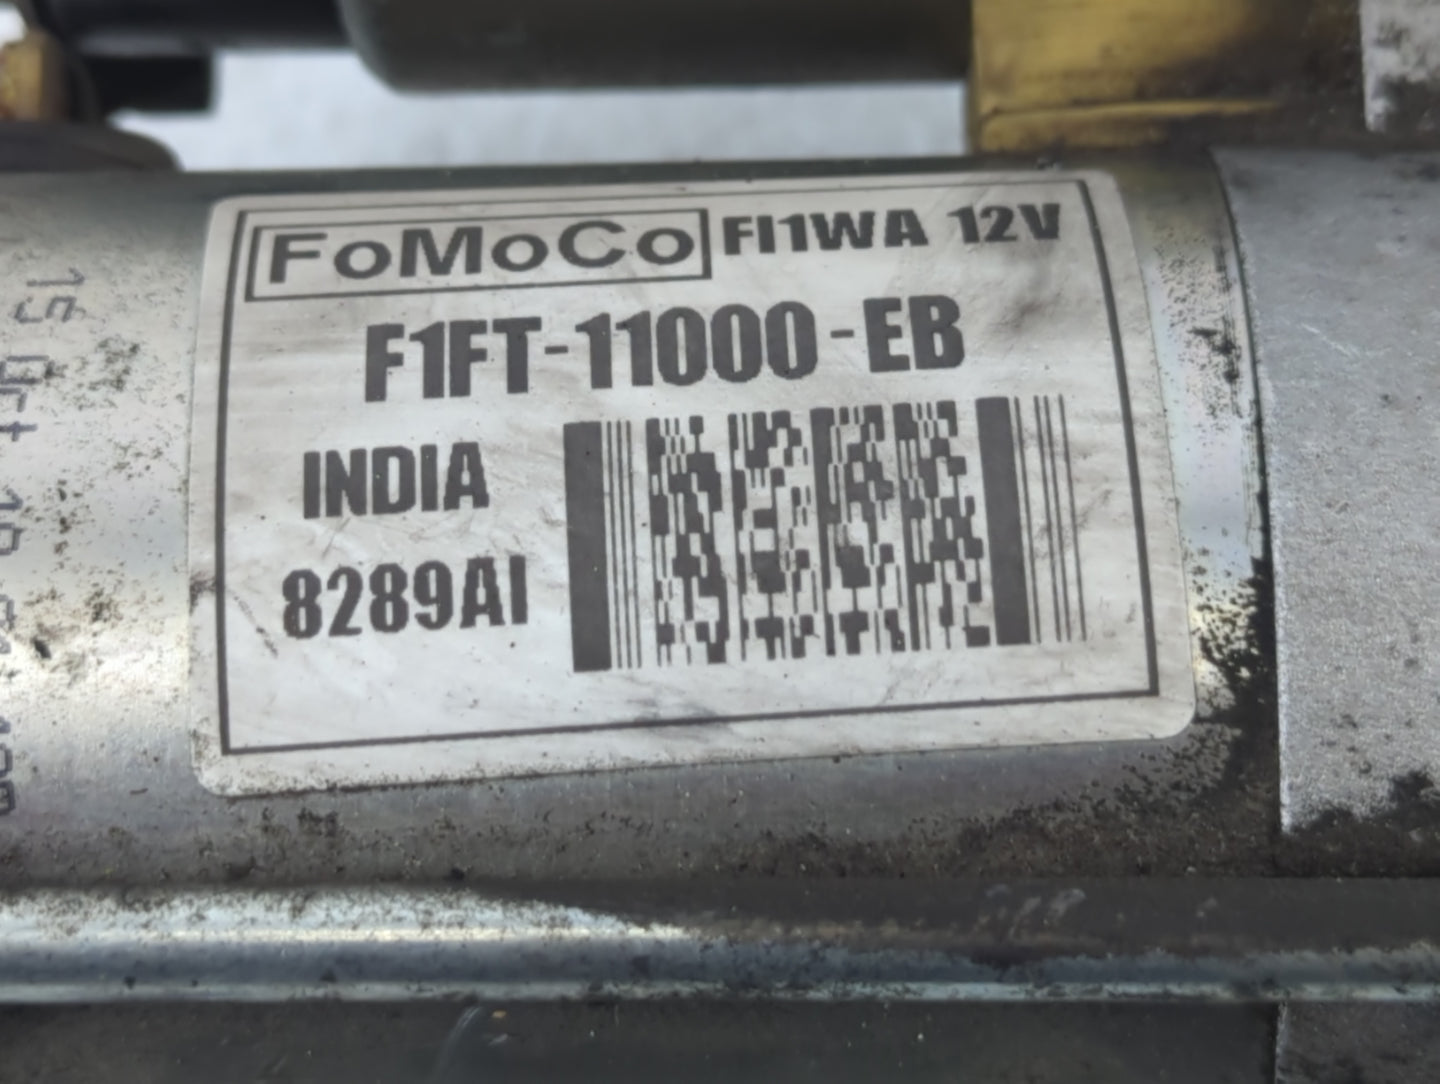 FoMoCo FI1WA 12V
F1FT-11000-EB
INDIA
8289AI